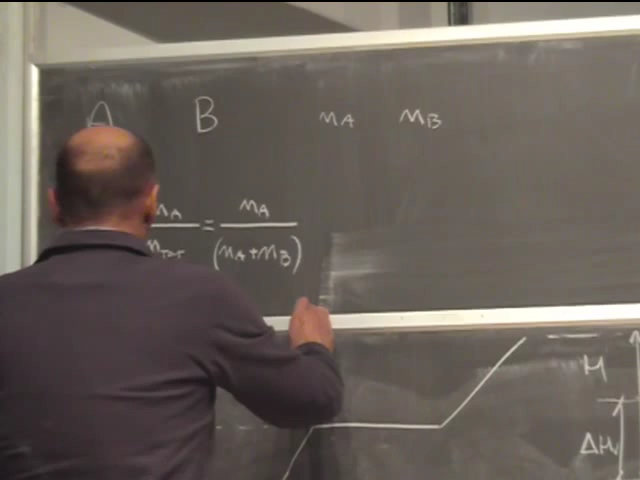 A B m_A m_B
m_A / m_TOT = m_A / (m_A + m_B)
H
ΔH